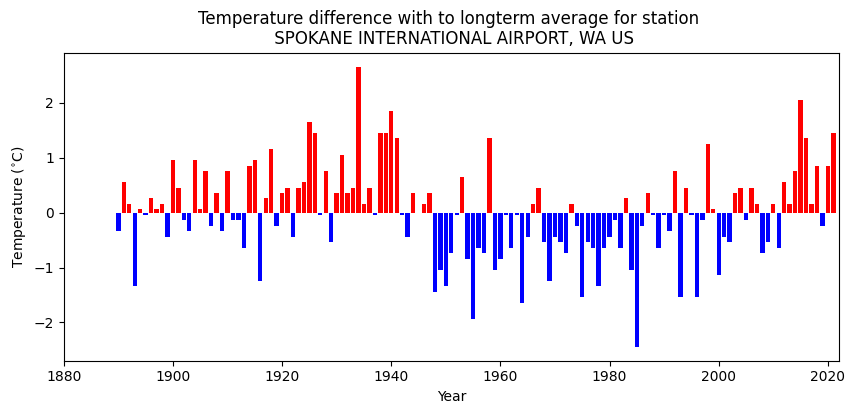 Temperature difference with to longterm average for station
SPOKANE INTERNATIONAL AIRPORT, WA US
Temperature (°C)
2
1
0
−1
−2
1880 1900 1920 1940 1960 1980 2000 2020
Year